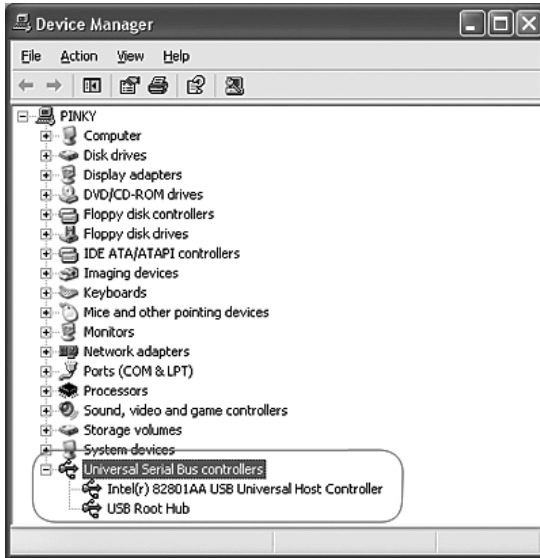 Device Manager
File Action View Help
PINKY
Computer
Disk drives
Display adapters
DVD/CD-ROM drives
Floppy disk controllers
Floppy disk drives
IDE ATA/ATAPI controllers
Imaging devices
Keyboards
Mice and other pointing devices
Monitors
Network adapters
Ports (COM & LPT)
Processors
Sound, video and game controllers
Storage volumes
System devices
Universal Serial Bus controllers
Intel(r) 82801AA USB Universal Host Controller
USB Root Hub